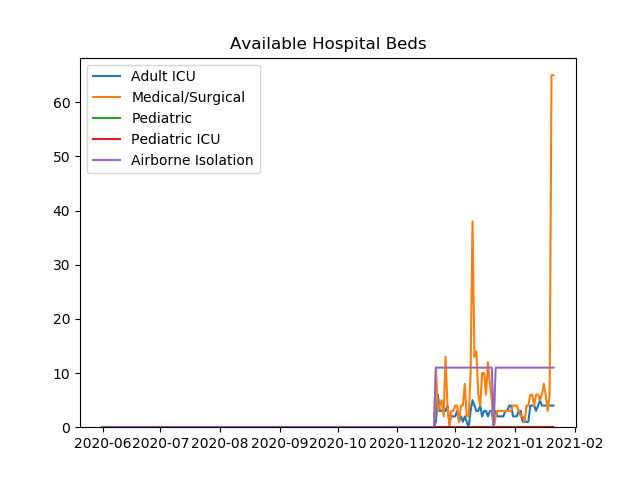 Available Hospital Beds
Adult ICU
Medical/Surgical
Pediatric
Pediatric ICU
Airborne Isolation
60
50
40
30
20
10
0
2020-06 2020-07 2020-08 2020-09 2020-10 2020-11 2020-12 2021-01 2021-02